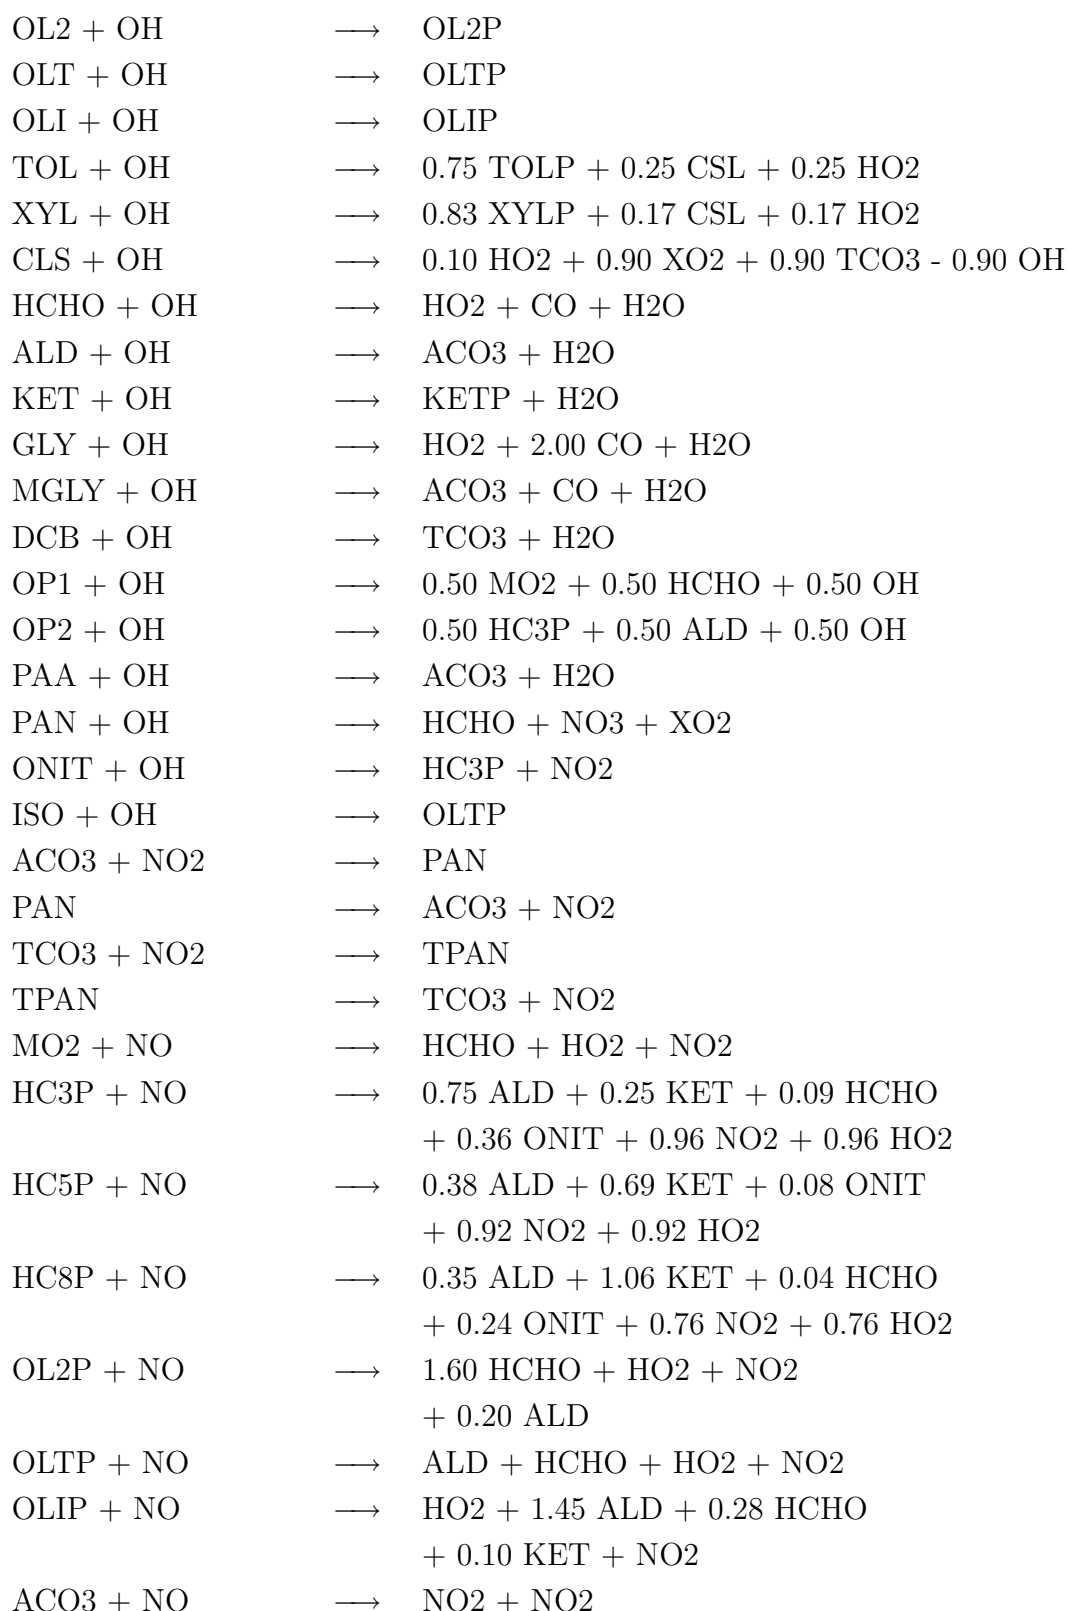 OL2 + OH ⟶ OL2P
OLT + OH ⟶ OLTP
OLI + OH ⟶ OLIP
TOL + OH ⟶ 0.75 TOLP + 0.25 CSL + 0.25 HO2
XYL + OH ⟶ 0.83 XYLP + 0.17 CSL + 0.17 HO2
CLS + OH ⟶ 0.10 HO2 + 0.90 XO2 + 0.90 TCO3 - 0.90 OH
HCHO + OH ⟶ HO2 + CO + H2O
ALD + OH ⟶ ACO3 + H2O
KET + OH ⟶ KETP + H2O
GLY + OH ⟶ HO2 + 2.00 CO + H2O
MGLY + OH ⟶ ACO3 + CO + H2O
DCB + OH ⟶ TCO3 + H2O
OP1 + OH ⟶ 0.50 MO2 + 0.50 HCHO + 0.50 OH
OP2 + OH ⟶ 0.50 HC3P + 0.50 ALD + 0.50 OH
PAA + OH ⟶ ACO3 + H2O
PAN + OH ⟶ HCHO + NO3 + XO2
ONIT + OH ⟶ HC3P + NO2
ISO + OH ⟶ OLTP
ACO3 + NO2 ⟶ PAN
PAN ⟶ ACO3 + NO2
TCO3 + NO2 ⟶ TPAN
TPAN ⟶ TCO3 + NO2
MO2 + NO ⟶ HCHO + HO2 + NO2
HC3P + NO ⟶ 0.75 ALD + 0.25 KET + 0.09 HCHO
+ 0.36 ONIT + 0.96 NO2 + 0.96 HO2
HC5P + NO ⟶ 0.38 ALD + 0.69 KET + 0.08 ONIT
+ 0.92 NO2 + 0.92 HO2
HC8P + NO ⟶ 0.35 ALD + 1.06 KET + 0.04 HCHO
+ 0.24 ONIT + 0.76 NO2 + 0.76 HO2
OL2P + NO ⟶ 1.60 HCHO + HO2 + NO2
+ 0.20 ALD
OLTP + NO ⟶ ALD + HCHO + HO2 + NO2
OLIP + NO ⟶ HO2 + 1.45 ALD + 0.28 HCHO
+ 0.10 KET + NO2
ACO3 + NO ⟶ NO2 + NO2